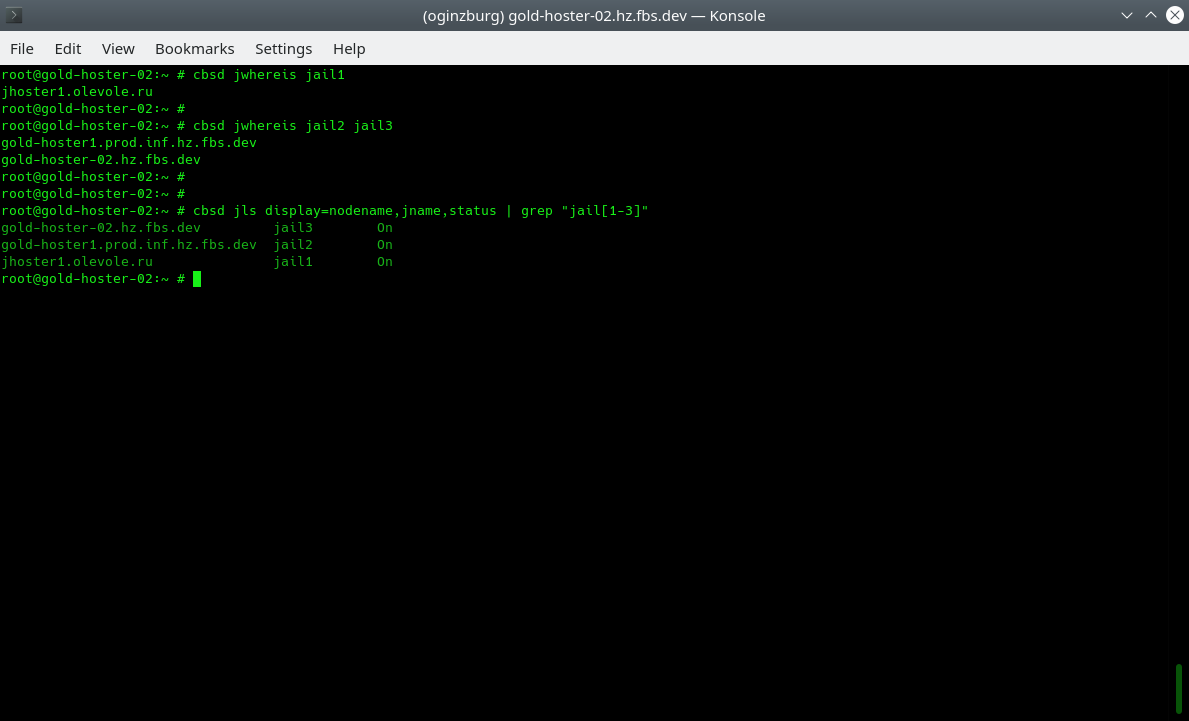 (oginzburg) gold-hoster-02.hz.fbs.dev — Konsole
File Edit View Bookmarks Settings Help
root@gold-hoster-02:~ # cbsd jwhereis jail1
jhoster1.olevole.ru
root@gold-hoster-02:~ #
root@gold-hoster-02:~ # cbsd jwhereis jail2 jail3
gold-hoster1.prod.inf.hz.fbs.dev
gold-hoster-02.hz.fbs.dev
root@gold-hoster-02:~ #
root@gold-hoster-02:~ #
root@gold-hoster-02:~ # cbsd jls display=nodename,jname,status | grep "jail[1-3]"
gold-hoster-02.hz.fbs.dev         jail3        On
gold-hoster1.prod.inf.hz.fbs.dev  jail2        On
jhoster1.olevole.ru               jail1        On
root@gold-hoster-02:~ #